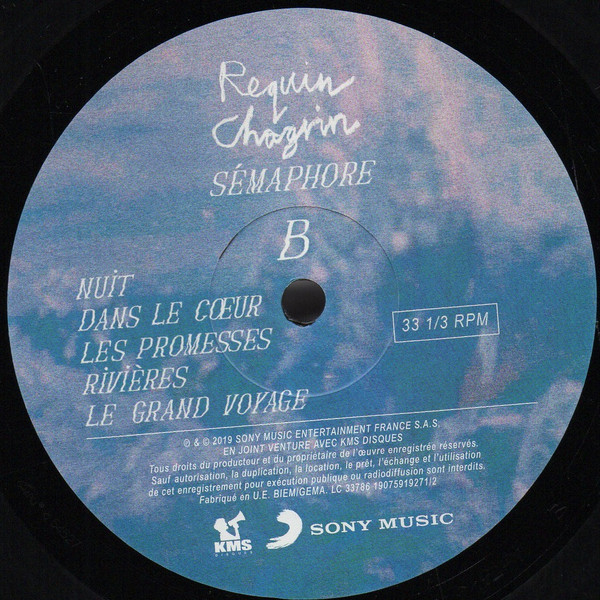 Requin
Chagrin
SÉMAPHORE
B
NUIT
DANS LE CŒUR
LES PROMESSES
RIVIÈRES
LE GRAND VOYAGE
33 1/3 RPM
℗ & © 2019 SONY MUSIC ENTERTAINMENT FRANCE S.A.S.
EN JOINT VENTURE AVEC KMS DISQUES
Tous droits du producteur et du propriétaire de l'œuvre enregistrée réservés.
Sauf autorisation, la duplication, la location, le prêt, l'échange et l'utilisation
de cet enregistrement pour exécution publique ou radiodiffusion sont interdits.
Fabriqué en U.E. BIEMIGEMA. LC 33786 19075919271/2
KMS
DISQUES
SONY MUSIC